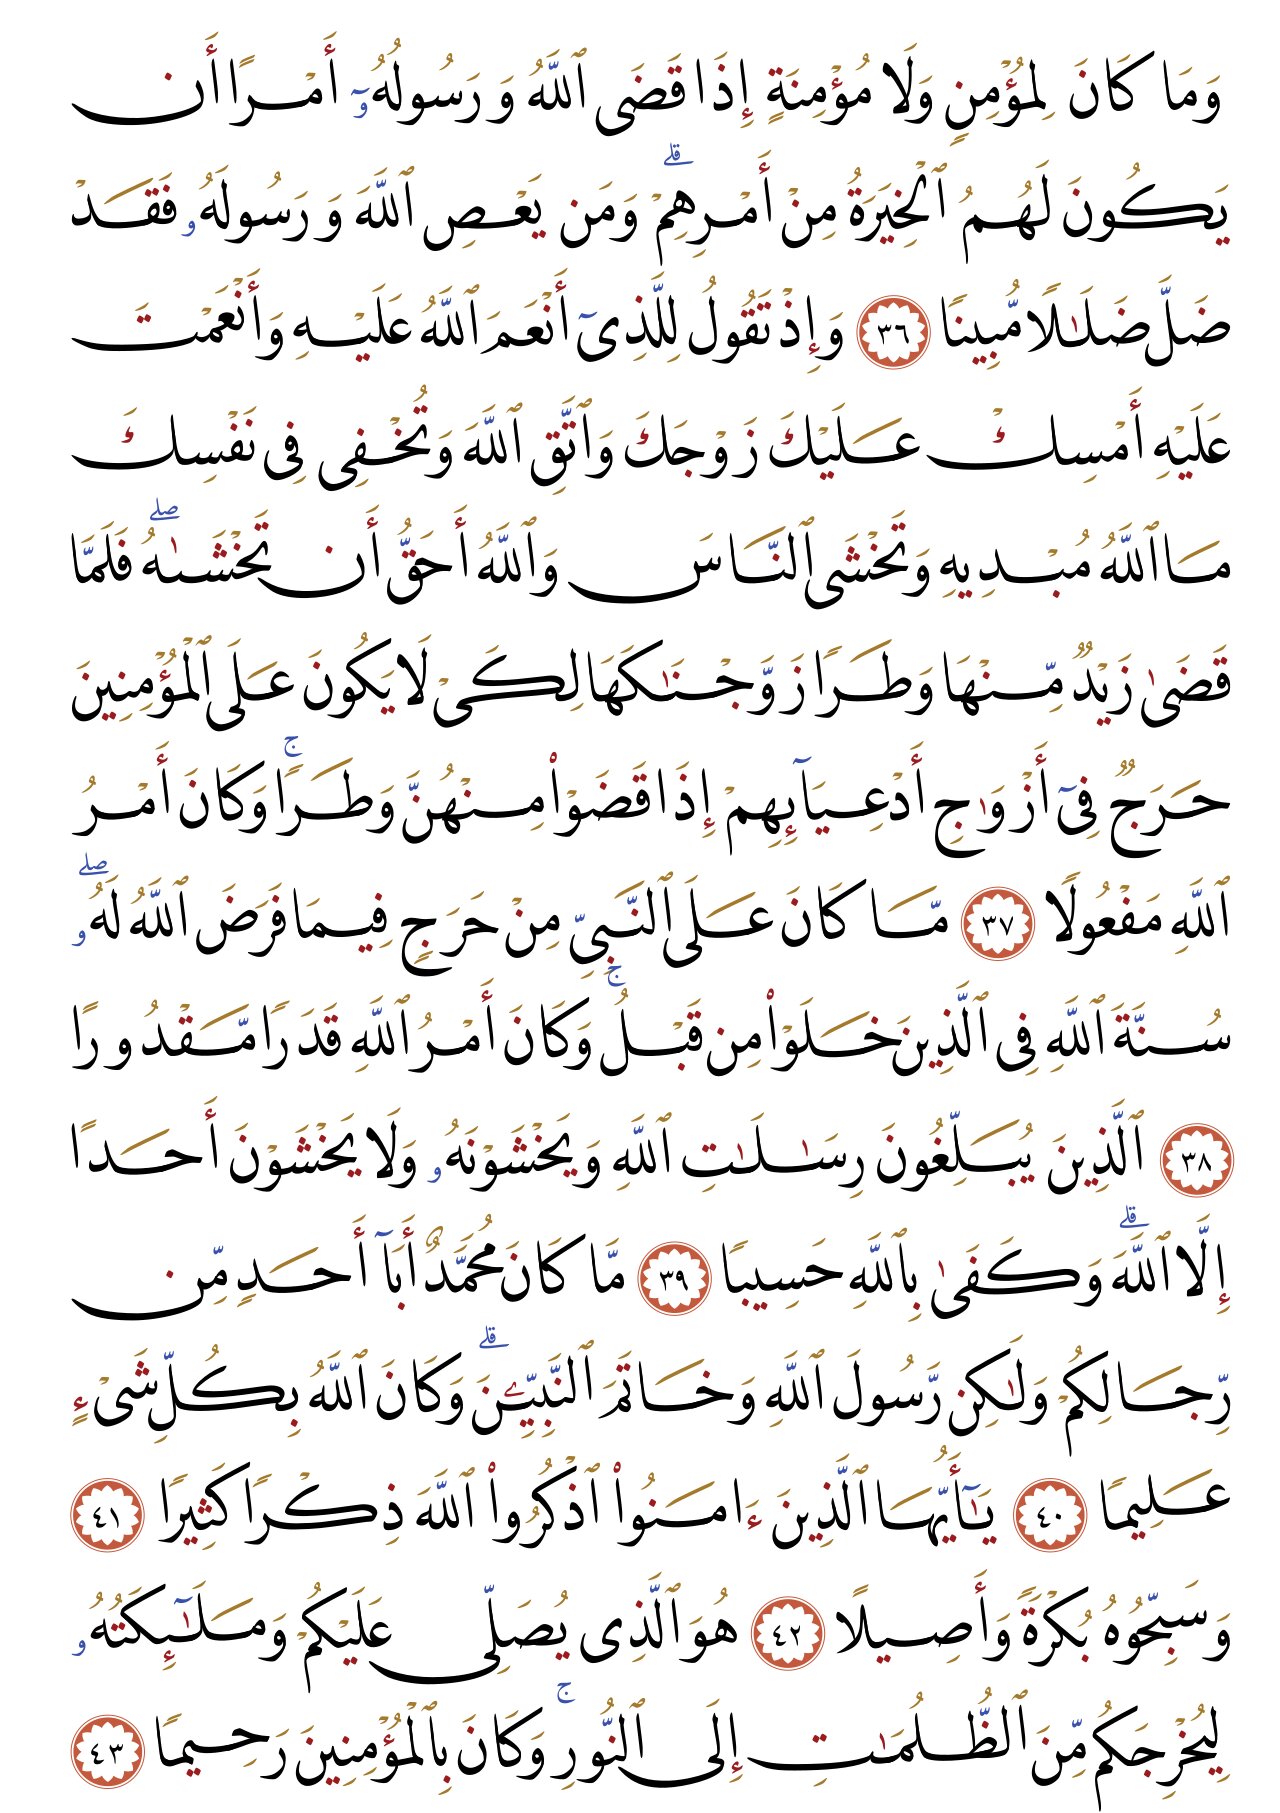 وَمَا كَانَ لِمُؤْمِنٍ وَلَا مُؤْمِنَةٍ إِذَا قَضَى ٱللَّهُ وَرَسُولُهُۥٓ أَمْرًا أَن
يَكُونَ لَهُمُ ٱلْخِيَرَةُ مِنْ أَمْرِهِمْ ۗ وَمَن يَعْصِ ٱللَّهَ وَرَسُولَهُۥ فَقَدْ
ضَلَّ ضَلَـٰلًا مُّبِينًا ٣٦ وَإِذْ تَقُولُ لِلَّذِىٓ أَنْعَمَ ٱللَّهُ عَلَيْهِ وَأَنْعَمْتَ
عَلَيْهِ أَمْسِكْ عَلَيْكَ زَوْجَكَ وَٱتَّقِ ٱللَّهَ وَتُخْفِى فِى نَفْسِكَ
مَا ٱللَّهُ مُبْدِيهِ وَتَخْشَى ٱلنَّاسَ وَٱللَّهُ أَحَقُّ أَن تَخْشَىٰهُ ۖ فَلَمَّا
قَضَىٰ زَيْدٌ مِّنْهَا وَطَرًا زَوَّجْنَـٰكَهَا لِكَىْ لَا يَكُونَ عَلَى ٱلْمُؤْمِنِينَ
حَرَجٌ فِىٓ أَزْوَٰجِ أَدْعِيَآئِهِمْ إِذَا قَضَوْا۟ مِنْهُنَّ وَطَرًا ۚ وَكَانَ أَمْرُ
ٱللَّهِ مَفْعُولًا ٣٧ مَّا كَانَ عَلَى ٱلنَّبِىِّ مِنْ حَرَجٍ فِيمَا فَرَضَ ٱللَّهُ لَهُۥ ۖ
سُنَّةَ ٱللَّهِ فِى ٱلَّذِينَ خَلَوْا۟ مِن قَبْلُ ۚ وَكَانَ أَمْرُ ٱللَّهِ قَدَرًا مَّقْدُورًا
٣٨ ٱلَّذِينَ يُبَلِّغُونَ رِسَـٰلَـٰتِ ٱللَّهِ وَيَخْشَوْنَهُۥ وَلَا يَخْشَوْنَ أَحَدًا
إِلَّا ٱللَّهَ ۗ وَكَفَىٰ بِٱللَّهِ حَسِيبًا ٣٩ مَّا كَانَ مُحَمَّدٌ أَبَآ أَحَدٍ مِّن
رِّجَالِكُمْ وَلَـٰكِن رَّسُولَ ٱللَّهِ وَخَاتَمَ ٱلنَّبِيِّـۧنَ ۗ وَكَانَ ٱللَّهُ بِكُلِّ شَىْءٍ
عَلِيمًا ٤٠ يَـٰٓأَيُّهَا ٱلَّذِينَ ءَامَنُوا۟ ٱذْكُرُوا۟ ٱللَّهَ ذِكْرًا كَثِيرًا ٤١
وَسَبِّحُوهُ بُكْرَةً وَأَصِيلًا ٤٢ هُوَ ٱلَّذِى يُصَلِّى عَلَيْكُمْ وَمَلَـٰٓئِكَتُهُۥ
لِيُخْرِجَكُم مِّنَ ٱلظُّلُمَـٰتِ إِلَى ٱلنُّورِ ۚ وَكَانَ بِٱلْمُؤْمِنِينَ رَحِيمًا ٤٣